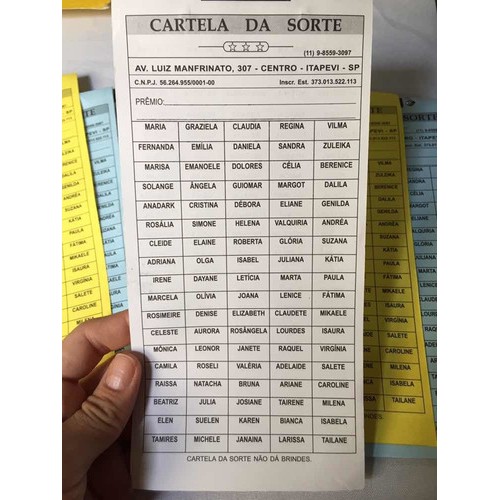 CARTELA DA SORTE
(11) 9-8559-3097
AV. LUIZ MANFRINATO, 307 - CENTRO - ITAPEVI - SP
C.N.P.J. 56.264.955/0001-00 Inscr. Est. 373.013.522.113
PRÊMIO:
MARIA GRAZIELA CLAUDIA REGINA VILMA
FERNANDA EMÍLIA DANIELA SANDRA ZULEIKA
MARISA EMANOELE DOLORES CÉLIA BERENICE
SOLANGE ÂNGELA GUIOMAR MARGOT DALILA
ANADARK CRISTINA DÉBORA ELIANE GENILDA
ROSÁLIA SIMONE HELENA VALQUIRIA ANDRÉA
CLEIDE ELAINE ROBERTA GLÓRIA SUZANA
ADRIANA OLGA ISABEL JULIANA KÁTIA
IRENE DAYANE LETÍCIA MARTA PAULA
MARCELA OLÍVIA JOANA LENICE FÁTIMA
ROSIMEIRE DENISE ELIZABETH CLAUDETE MIKAELE
CELESTE AURORA ROSÂNGELA LOURDES ISAURA
MÔNICA LEONOR JANETE RAQUEL VIRGÍNIA
CAMILA ROSELI VALÉRIA ADELAIDE SALETE
RAISSA NATACHA BRUNA ARIANE CAROLINE
BEATRIZ JULIA JOSIANE TAIRENE MILENA
ELEN SUELEN KAREN BIANCA ISABELA
TAMIRES MICHELE JANAINA LARISSA TAILANE
CARTELA DA SORTE NÃO DÁ BRINDES.